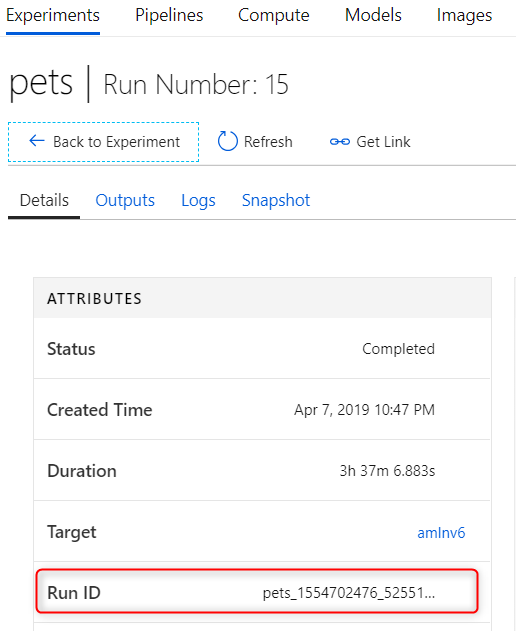 Experiments Pipelines Compute Models Images
pets | Run Number: 15
Back to Experiment Refresh Get Link
Details Outputs Logs Snapshot
ATTRIBUTES
Status Completed
Created Time Apr 7, 2019 10:47 PM
Duration 3h 37m 6.883s
Target amlnv6
Run ID pets_1554702476_52551...